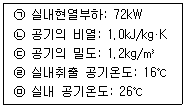 ㉠ 실내현열부하: 72kW
㉡ 공기의 비열: 1.0kJ/kg·K
㉢ 공기의 밀도: 1.2kg/m³
㉣ 실내취출 공기온도: 16℃
㉤ 실내 공기온도: 26℃